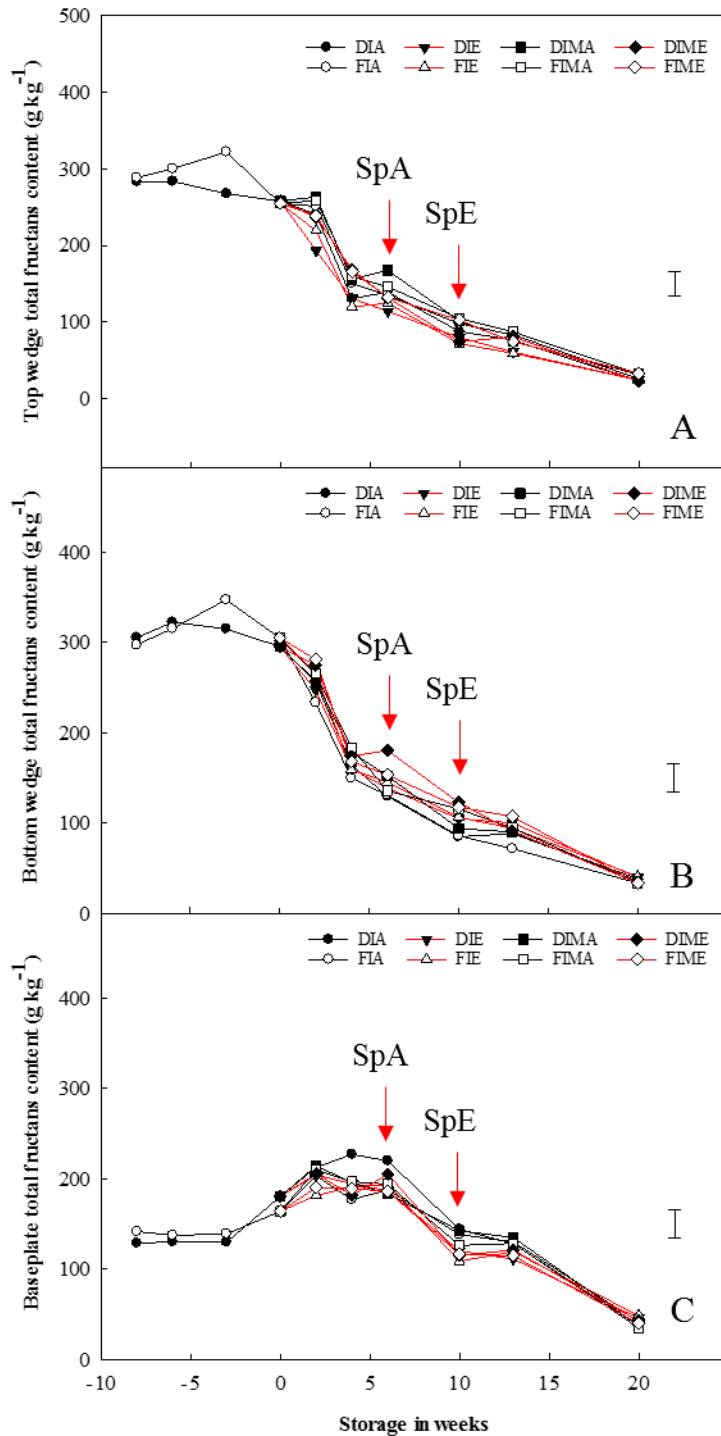 500
400
300
200
100
0
Top wedge total fructans content (g kg-1)
DIA DIE DIMA DIME
FIA FIE FIMA FIME
SpA
SpE
A
400
300
200
100
0
Bottom wedge total fructans content (g kg-1)
DIA DIE DIMA DIME
FIA FIE FIMA FIME
SpA
SpE
B
400
300
200
100
0
Baseplate total fructans content (g kg-1)
DIA DIE DIMA DIME
FIA FIE FIMA FIME
SpA
SpE
C
-10 -5 0 5 10 15 20
Storage in weeks